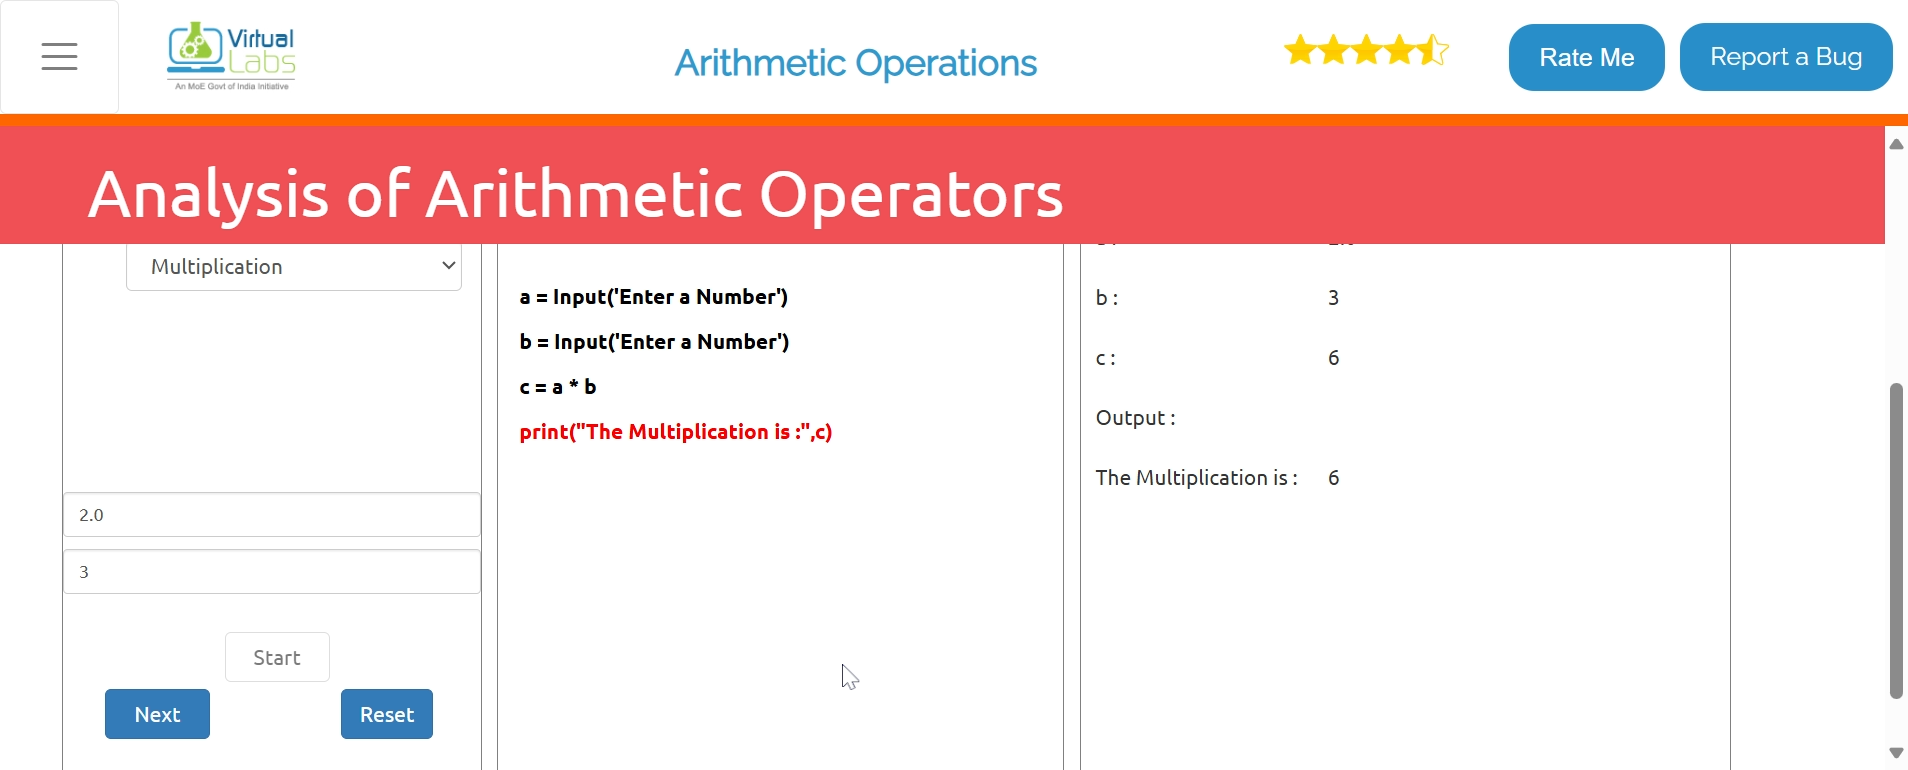 Virtual
Labs
An MoE Govt of India Initiative
Arithmetic Operations
Rate Me
Report a Bug
Analysis of Arithmetic Operators
Multiplication
2.0
3
Start
Next
Reset
a = Input('Enter a Number')
b = Input('Enter a Number')
c = a * b
print("The Multiplication is :",c)
b : 3
c : 6
Output :
The Multiplication is : 6